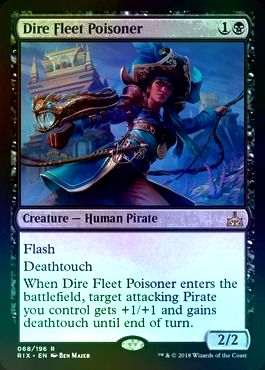 Dire Fleet Poisoner 1
Creature — Human Pirate
Flash
Deathtouch
When Dire Fleet Poisoner enters the
battlefield, target attacking Pirate
you control gets +1/+1 and gains
deathtouch until end of turn.
2/2
068/196 R
RIX • EN Ben Maier
™ & © 2018 Wizards of the Coast